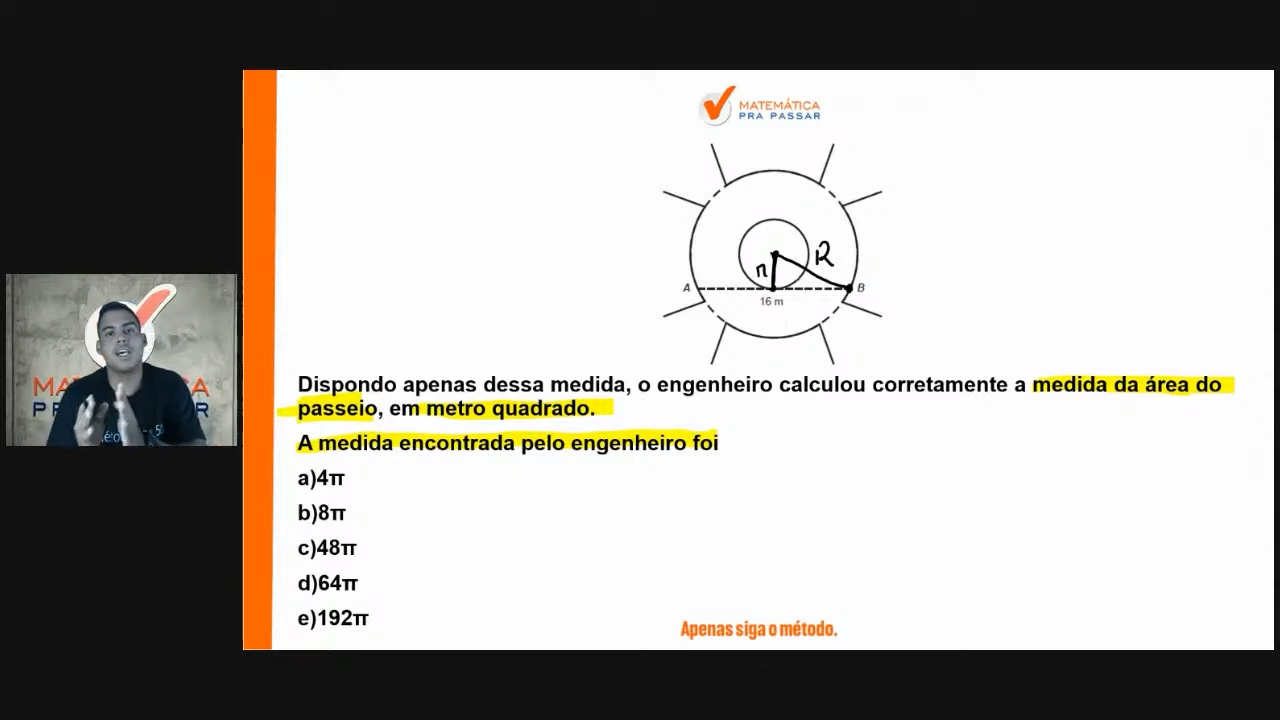 MATEMÁTICA
PRA PASSAR
R
r
A
B
16 m
Dispondo apenas dessa medida, o engenheiro calculou corretamente a medida da área do
passeio, em metro quadrado.
A medida encontrada pelo engenheiro foi
a)4π
b)8π
c)48π
d)64π
e)192π
Apenas siga o método.